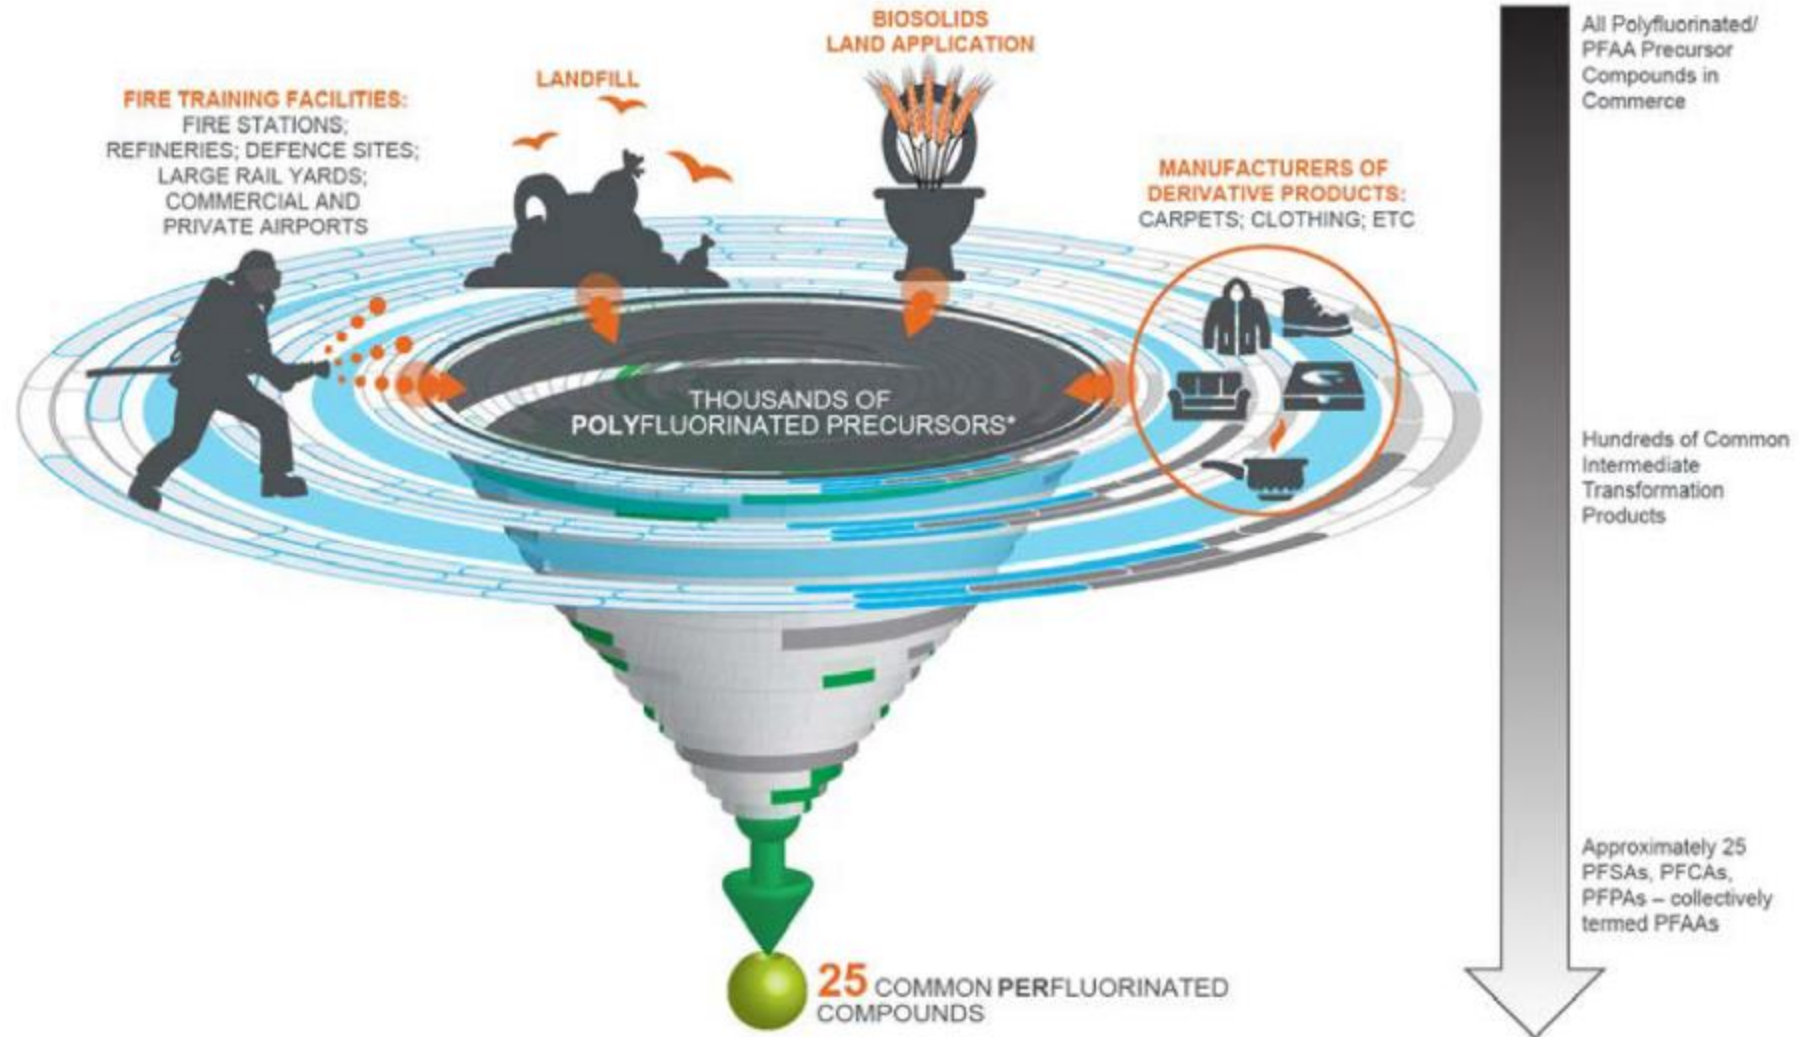 BIOSOLIDS
LAND APPLICATION
LANDFILL
FIRE TRAINING FACILITIES:
FIRE STATIONS;
REFINERIES; DEFENCE SITES;
LARGE RAIL YARDS;
COMMERCIAL AND
PRIVATE AIRPORTS
MANUFACTURERS OF
DERIVATIVE PRODUCTS:
CARPETS; CLOTHING; ETC
THOUSANDS OF
POLYFLUORINATED PRECURSORS*
25 COMMON PERFLUORINATED
COMPOUNDS
All Polyfluorinated/
PFAA Precursor
Compounds in
Commerce
Hundreds of Common
Intermediate
Transformation
Products
Approximately 25
PFSAs, PFCAs,
PFPAs – collectively
termed PFAAs